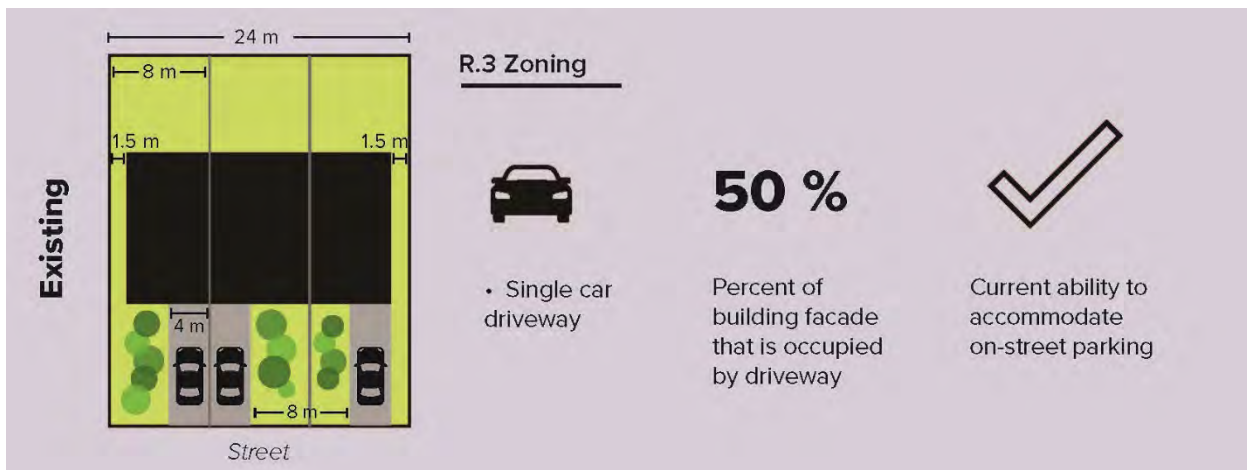 Existing
24 m
8 m
1.5 m
1.5 m
4 m
8 m
Street
R.3 Zoning
• Single car
driveway
50 %
Percent of
building facade
that is occupied
by driveway
Current ability to
accommodate
on-street parking